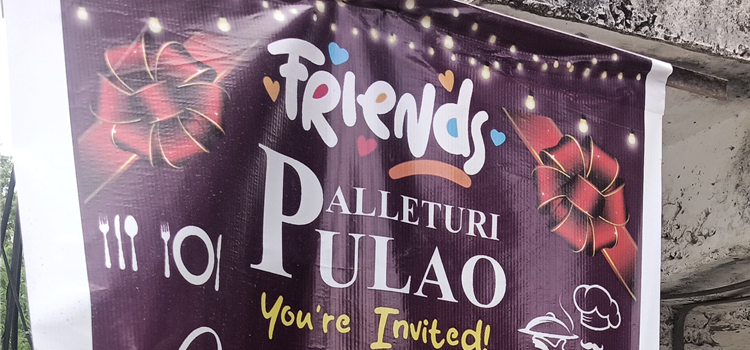 Friends
PALLETURI
PULAO
You're Invited!